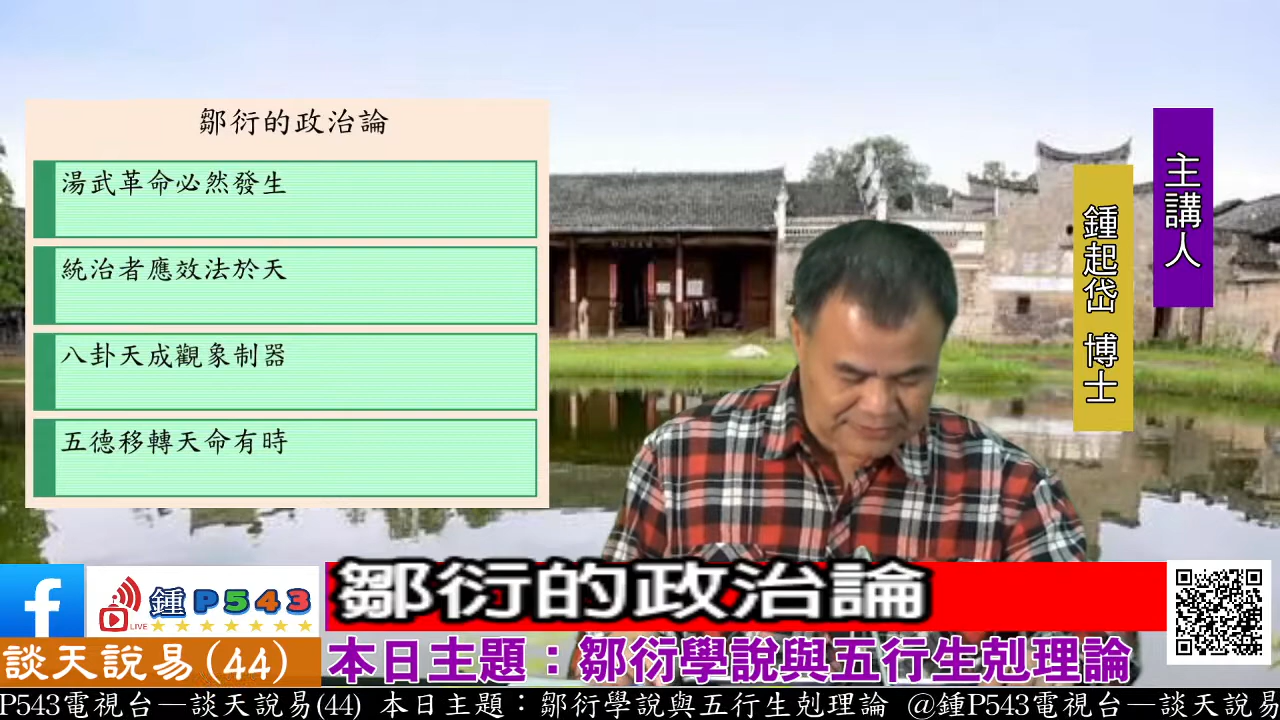 鄒衍的政治論
湯武革命必然發生
統治者應效法於天
八卦天成觀象制器
五德移轉天命有時
主講人
鍾起岱 博士
f
LIVE
鍾P543
鄒衍的政治論
談天說易(44)
本日主題：鄒衍學說與五行生剋理論
P543電視台—談天說易(44) 本日主題：鄒衍學說與五行生剋理論 @鍾P543電視台—談天說易